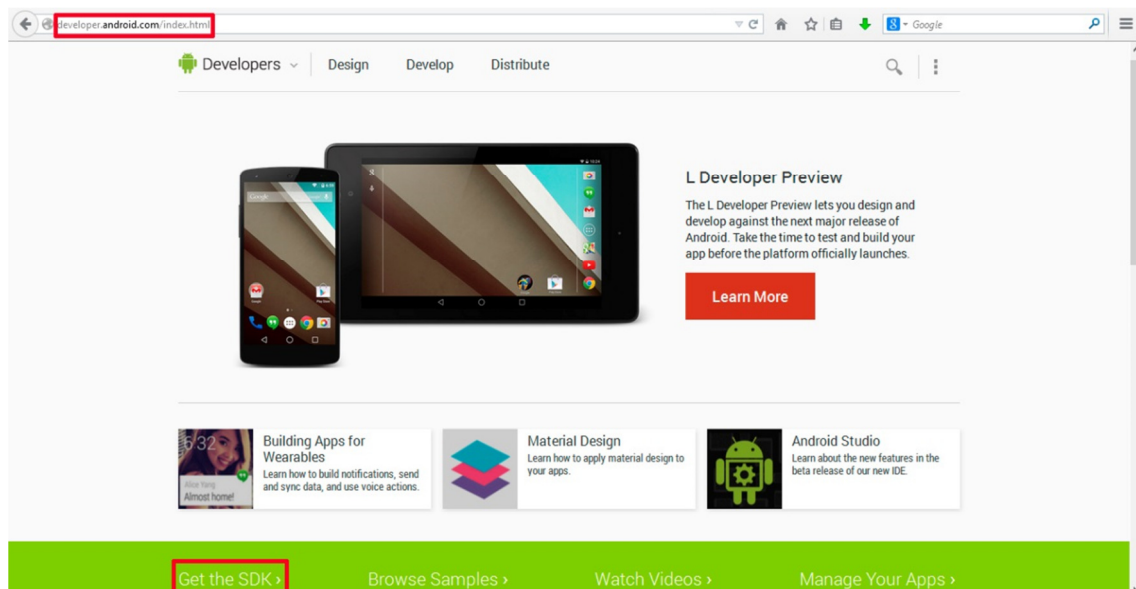 developer.android.com/index.html
Google
Developers
Design
Develop
Distribute
Google
L Developer Preview
The L Developer Preview lets you design and
develop against the next major release of
Android. Take the time to test and build your
app before the platform officially launches.
Learn More
6:32
Alice Yang
Almost home!
Building Apps for
Wearables
Learn how to build notifications, send
and sync data, and use voice actions.
Material Design
Learn how to apply material design to
your apps.
Android Studio
Learn about the new features in the
beta release of our new IDE.
Get the SDK ›
Browse Samples ›
Watch Videos ›
Manage Your Apps ›